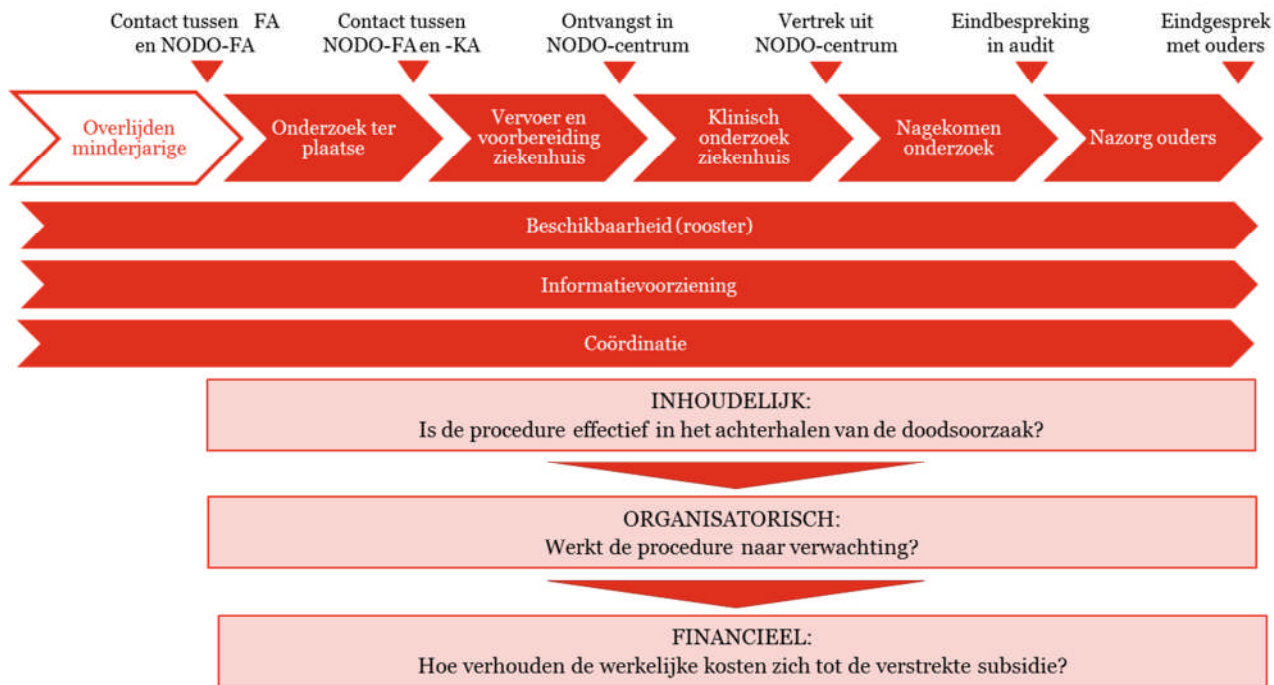 Contact tussen FA
en NODO-FA
Contact tussen
NODO-FA en -KA
Ontvangst in
NODO-centrum
Vertrek uit
NODO-centrum
Eindbespreking
in audit
Eindgesprek
met ouders
Overlijden
minderjarige
Onderzoek ter
plaatse
Vervoer en
voorbereiding
ziekenhuis
Klinisch
onderzoek
ziekenhuis
Nagekomen
onderzoek
Nazorg ouders
Beschikbaarheid (rooster)
Informatievoorziening
Coördinatie
INHOUDELIJK:
Is de procedure effectief in het achterhalen van de doodsoorzaak?
ORGANISATORISCH:
Werkt de procedure naar verwachting?
FINANCIEEL:
Hoe verhouden de werkelijke kosten zich tot de verstrekte subsidie?